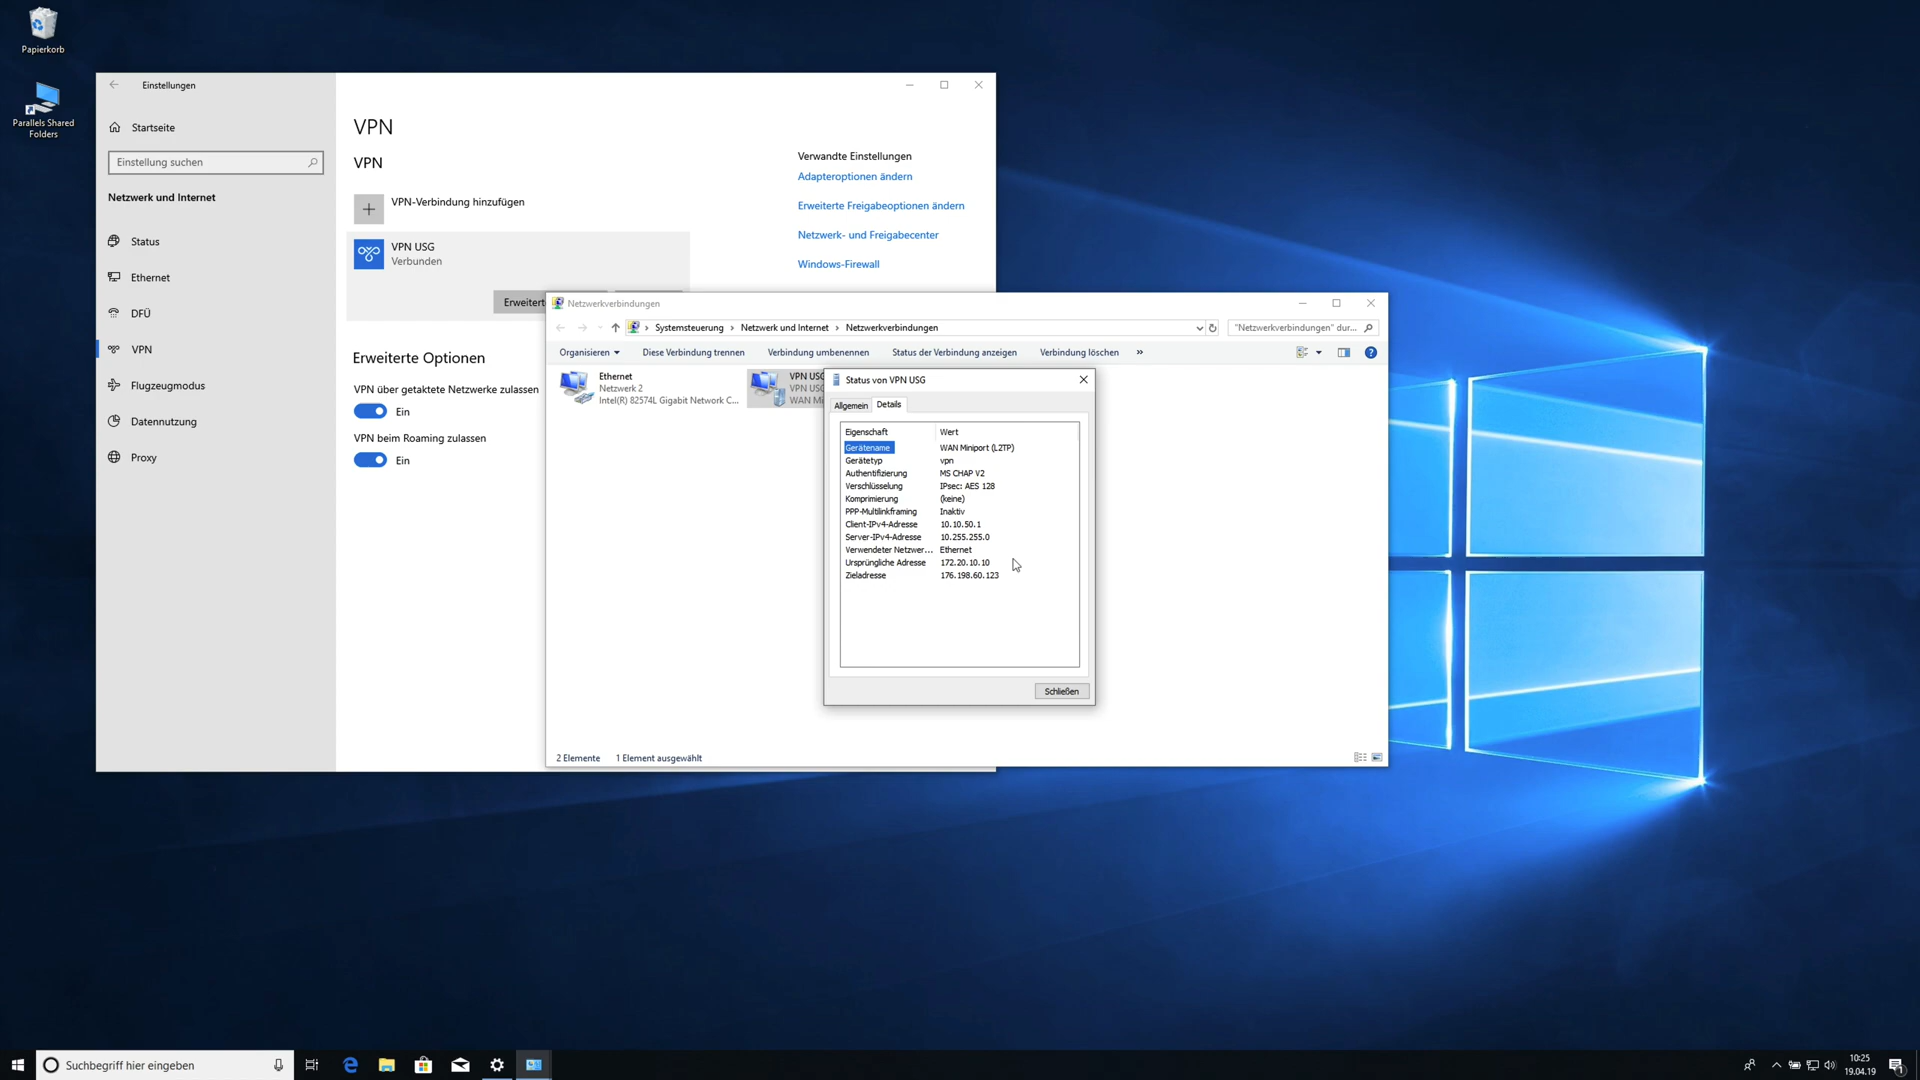 Papierkorb
Parallels Shared
Folders
Einstellungen
Startseite
Einstellung suchen
Netzwerk und Internet
Status
Ethernet
DFÜ
VPN
Flugzeugmodus
Datennutzung
Proxy
VPN
VPN
VPN-Verbindung hinzufügen
VPN USG
Verbunden
Erweiterte Optionen
VPN über getaktete Netzwerke zulassen
Ein
VPN beim Roaming zulassen
Ein
Verwandte Einstellungen
Adapteroptionen ändern
Erweiterte Freigabeoptionen ändern
Netzwerk- und Freigabecenter
Windows-Firewall
Netzwerkverbindungen
Systemsteuerung > Netzwerk und Internet > Netzwerkverbindungen
"Netzwerkverbindungen" dur...
Organisieren Diese Verbindung trennen Verbindung umbenennen Status der Verbindung anzeigen Verbindung löschen »
Ethernet
Netzwerk 2
Intel(R) 82574L Gigabit Network C...
VPN USG
VPN USG
Status von VPN USG
Allgemein Details
Eigenschaft Wert
Gerätename WAN Miniport (L2TP)
Gerätetyp vpn
Authentifizierung MS CHAP V2
Verschlüsselung IPsec: AES 128
Komprimierung (keine)
PPP-Multilinkframing Inaktiv
Client-IPv4-Adresse 10.10.50.1
Server-IPv4-Adresse 10.255.255.0
Verwendeter Netzwer... Ethernet
Ursprüngliche Adresse 172.20.10.10
Zieladresse 176.198.60.123
Schließen
2 Elemente 1 Element ausgewählt
Suchbegriff hier eingeben
10:25
19.04.19